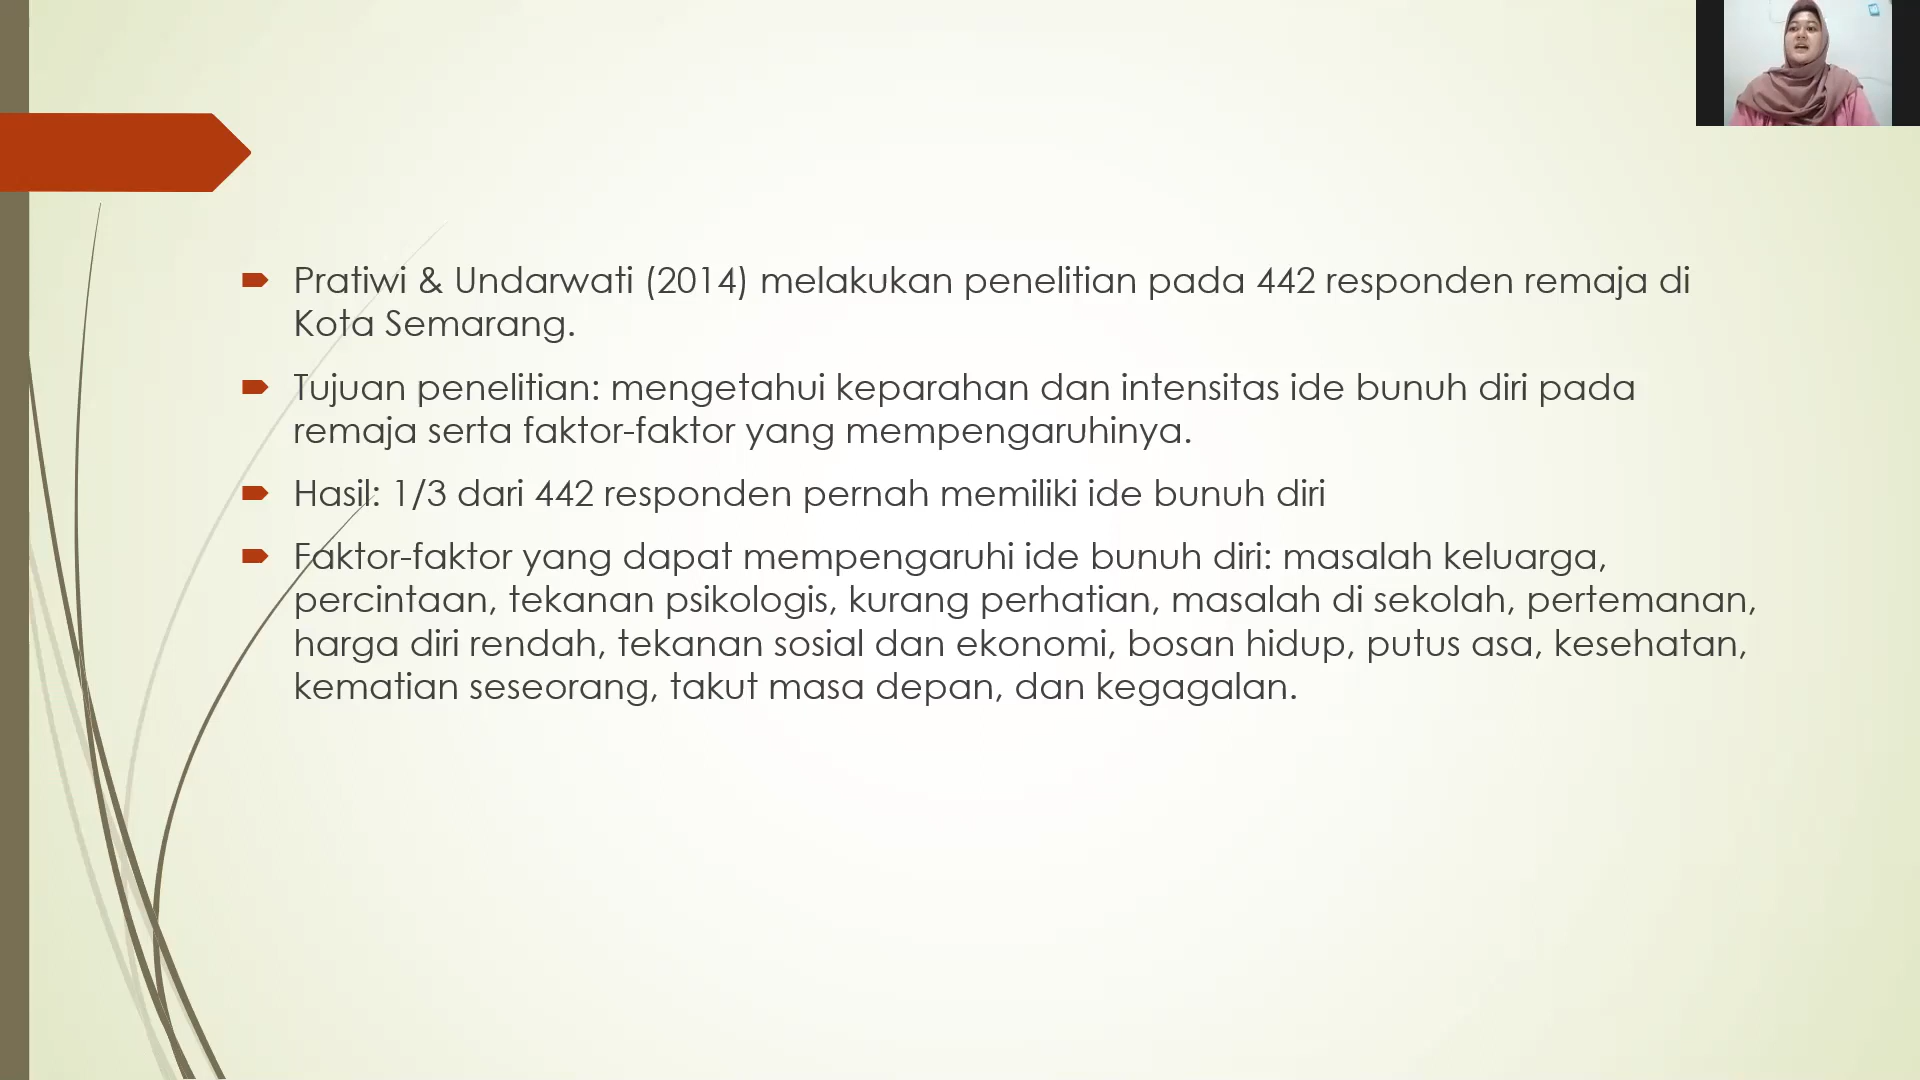 Pratiwi & Undarwati (2014) melakukan penelitian pada 442 responden remaja di
Kota Semarang.
Tujuan penelitian: mengetahui keparahan dan intensitas ide bunuh diri pada
remaja serta faktor-faktor yang mempengaruhinya.
Hasil: 1/3 dari 442 responden pernah memiliki ide bunuh diri
Faktor-faktor yang dapat mempengaruhi ide bunuh diri: masalah keluarga,
percintaan, tekanan psikologis, kurang perhatian, masalah di sekolah, pertemanan,
harga diri rendah, tekanan sosial dan ekonomi, bosan hidup, putus asa, kesehatan,
kematian seseorang, takut masa depan, dan kegagalan.